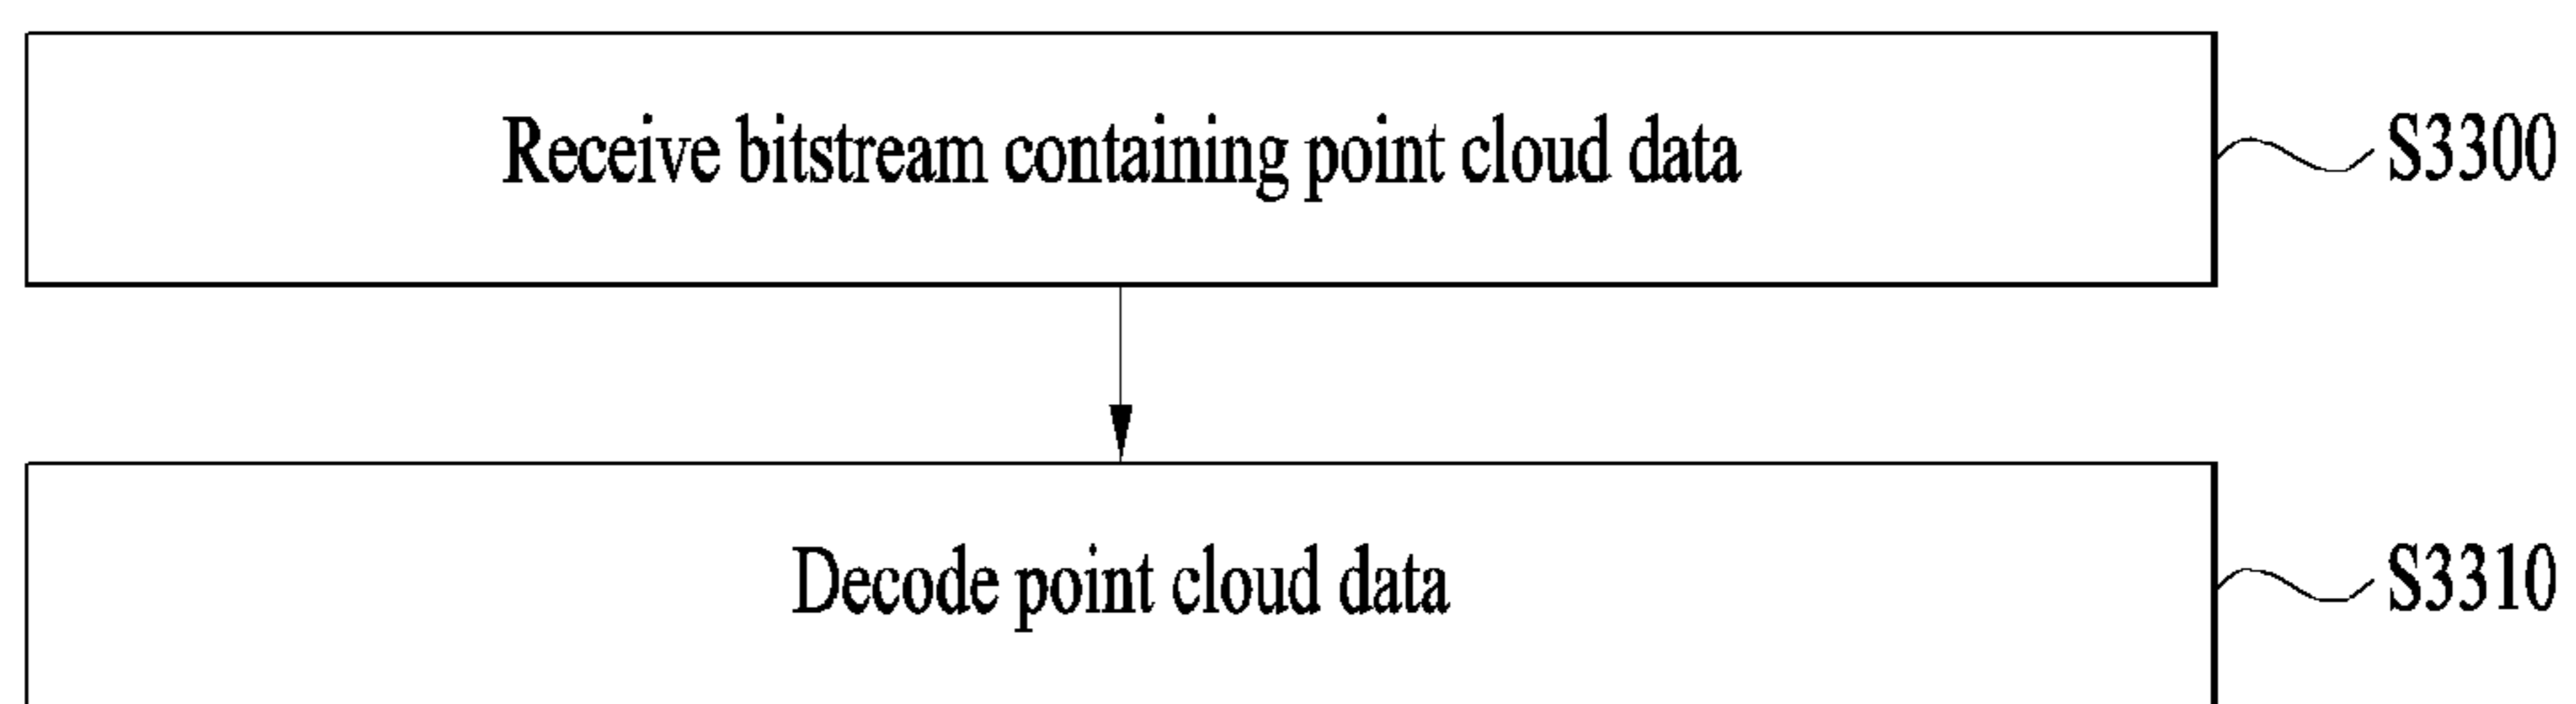 Receive bitstream containing point cloud data
S3300
Decode point cloud data
S3310